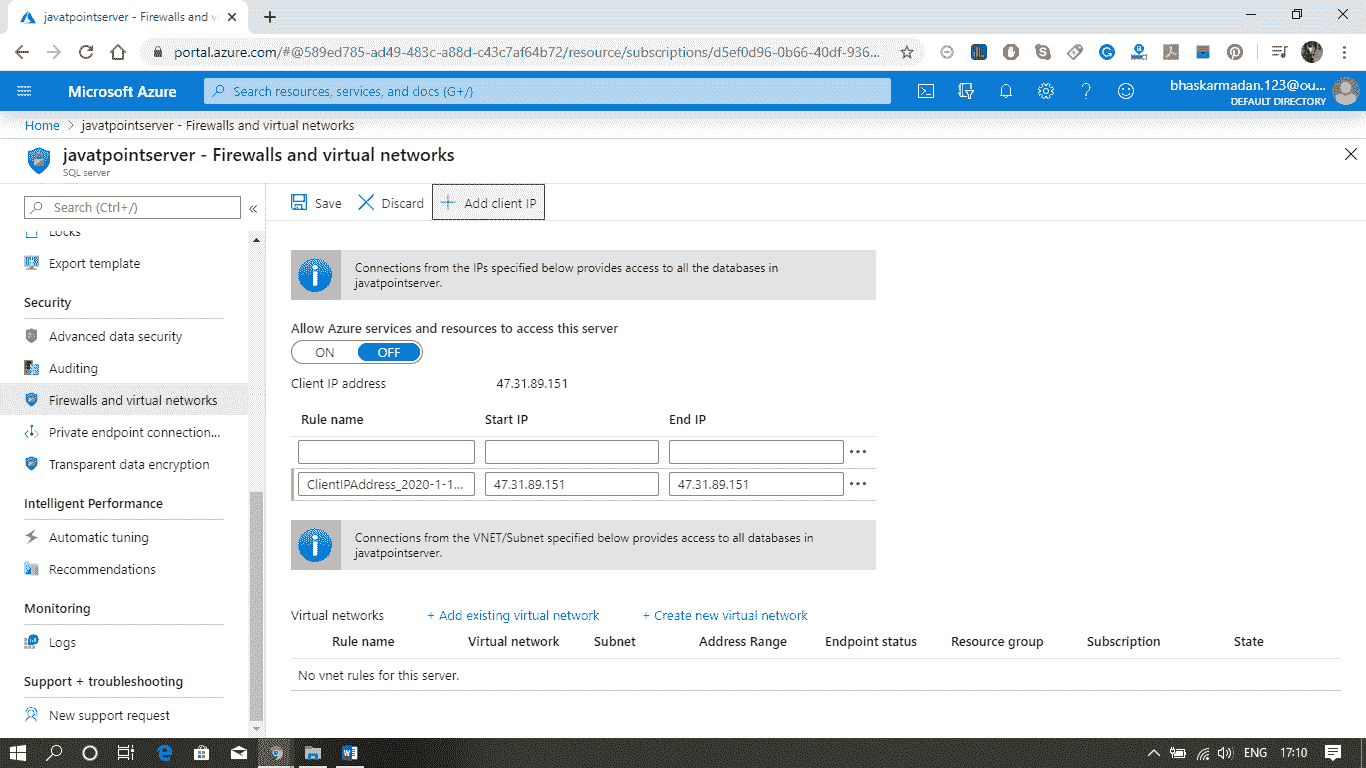 javatpointserver - Firewalls and v
portal.azure.com/#@589ed785-ad49-483c-a88d-c43c7af64b72/resource/subscriptions/d5ef0d96-0b66-40df-936...
Microsoft Azure
Search resources, services, and docs (G+/)
bhaskarmadan.123@ou...
DEFAULT DIRECTORY
Home > javatpointserver - Firewalls and virtual networks
javatpointserver - Firewalls and virtual networks
SQL server
Search (Ctrl+/)
«
Save
Discard
Add client IP
Locks
Export template
Security
Advanced data security
Auditing
Firewalls and virtual networks
Private endpoint connection...
Transparent data encryption
Intelligent Performance
Automatic tuning
Recommendations
Monitoring
Logs
Support + troubleshooting
New support request
Connections from the IPs specified below provides access to all the databases in
javatpointserver.
Allow Azure services and resources to access this server
ON OFF
Client IP address 47.31.89.151
Rule name Start IP End IP
ClientIPAddress_2020-1-1... 47.31.89.151 47.31.89.151
Connections from the VNET/Subnet specified below provides access to all databases in
javatpointserver.
Virtual networks + Add existing virtual network + Create new virtual network
Rule name Virtual network Subnet Address Range Endpoint status Resource group Subscription State
No vnet rules for this server.
ENG 17:10